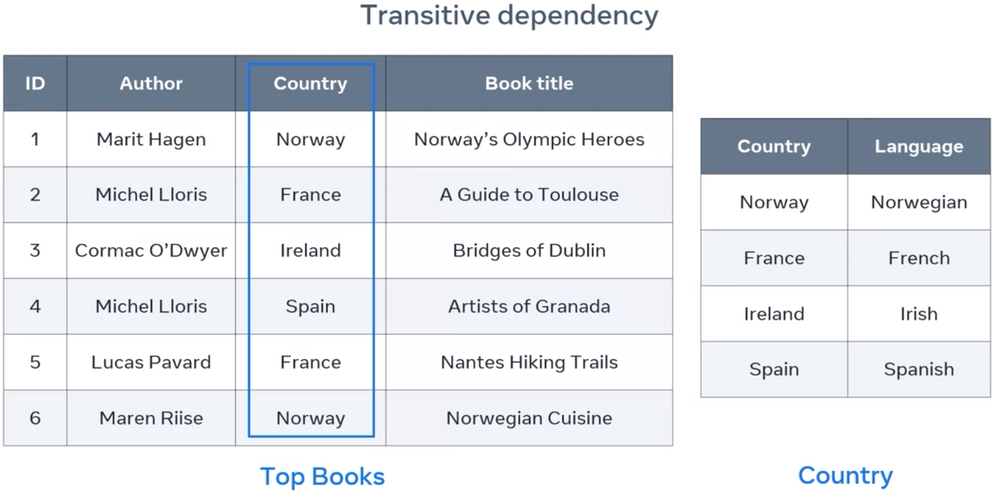 Transitive dependency
ID Author Country Book title
1 Marit Hagen Norway Norway’s Olympic Heroes
2 Michel Lloris France A Guide to Toulouse
3 Cormac O’Dwyer Ireland Bridges of Dublin
4 Michel Lloris Spain Artists of Granada
5 Lucas Pavard France Nantes Hiking Trails
6 Maren Riise Norway Norwegian Cuisine
Top Books
Country Language
Norway Norwegian
France French
Ireland Irish
Spain Spanish
Country